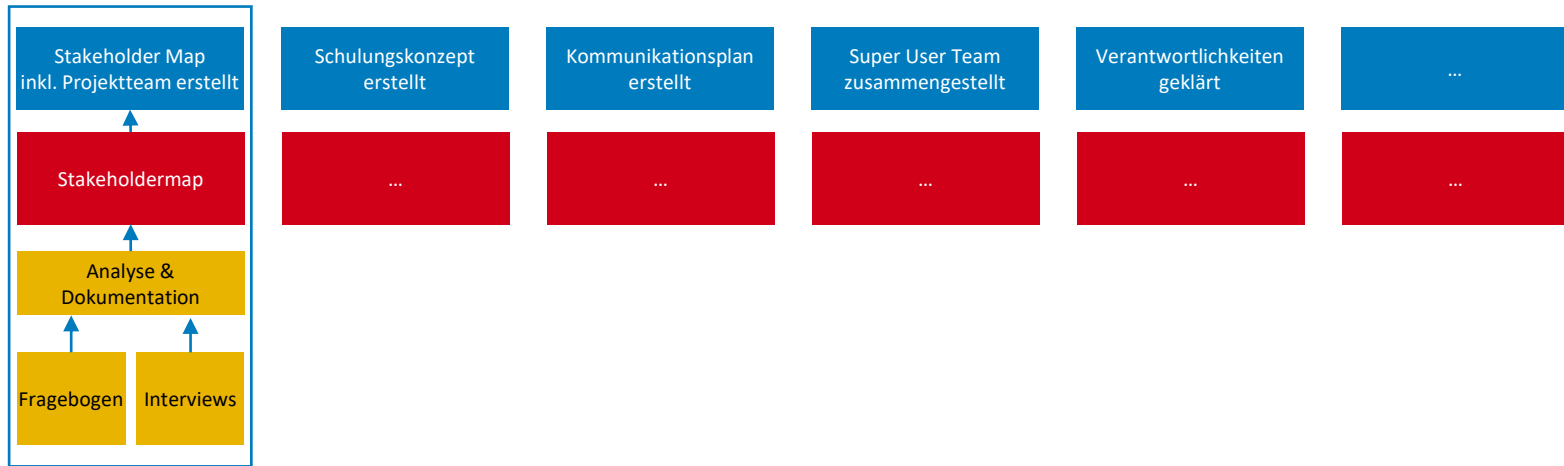 Stakeholder Map
inkl. Projektteam erstellt
Schulungskonzept
erstellt
Kommunikationsplan
erstellt
Super User Team
zusammengestellt
Verantwortlichkeiten
geklärt
...
Stakeholdermap
...
...
...
...
...
Analyse &
Dokumentation
Fragebogen
Interviews